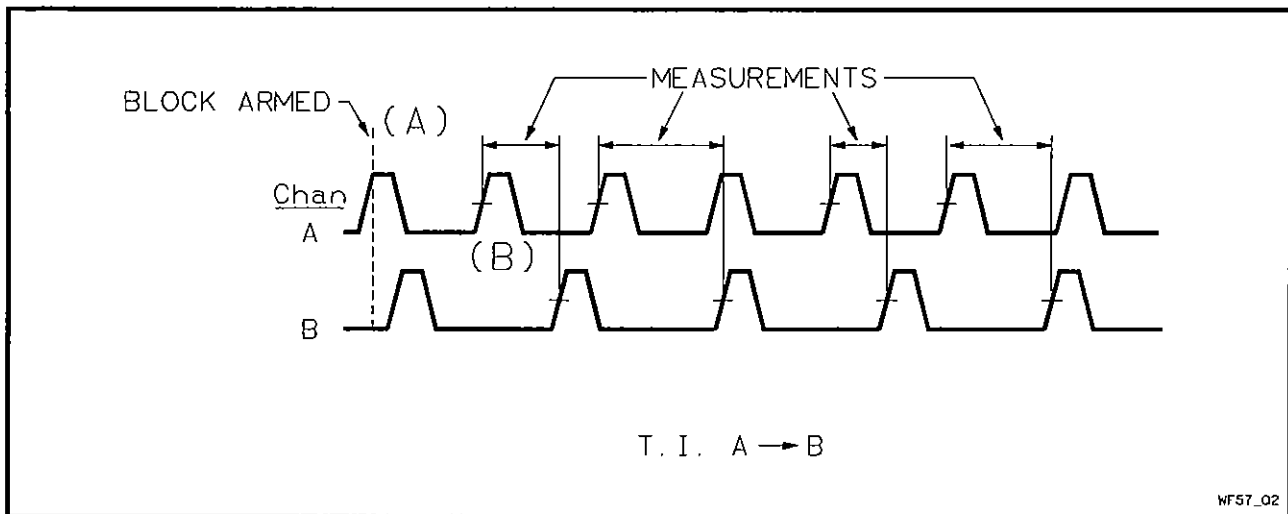 MEASUREMENTS
BLOCK ARMED
(A)
Chan
A
(B)
B
T. I. A → B
WF57_02